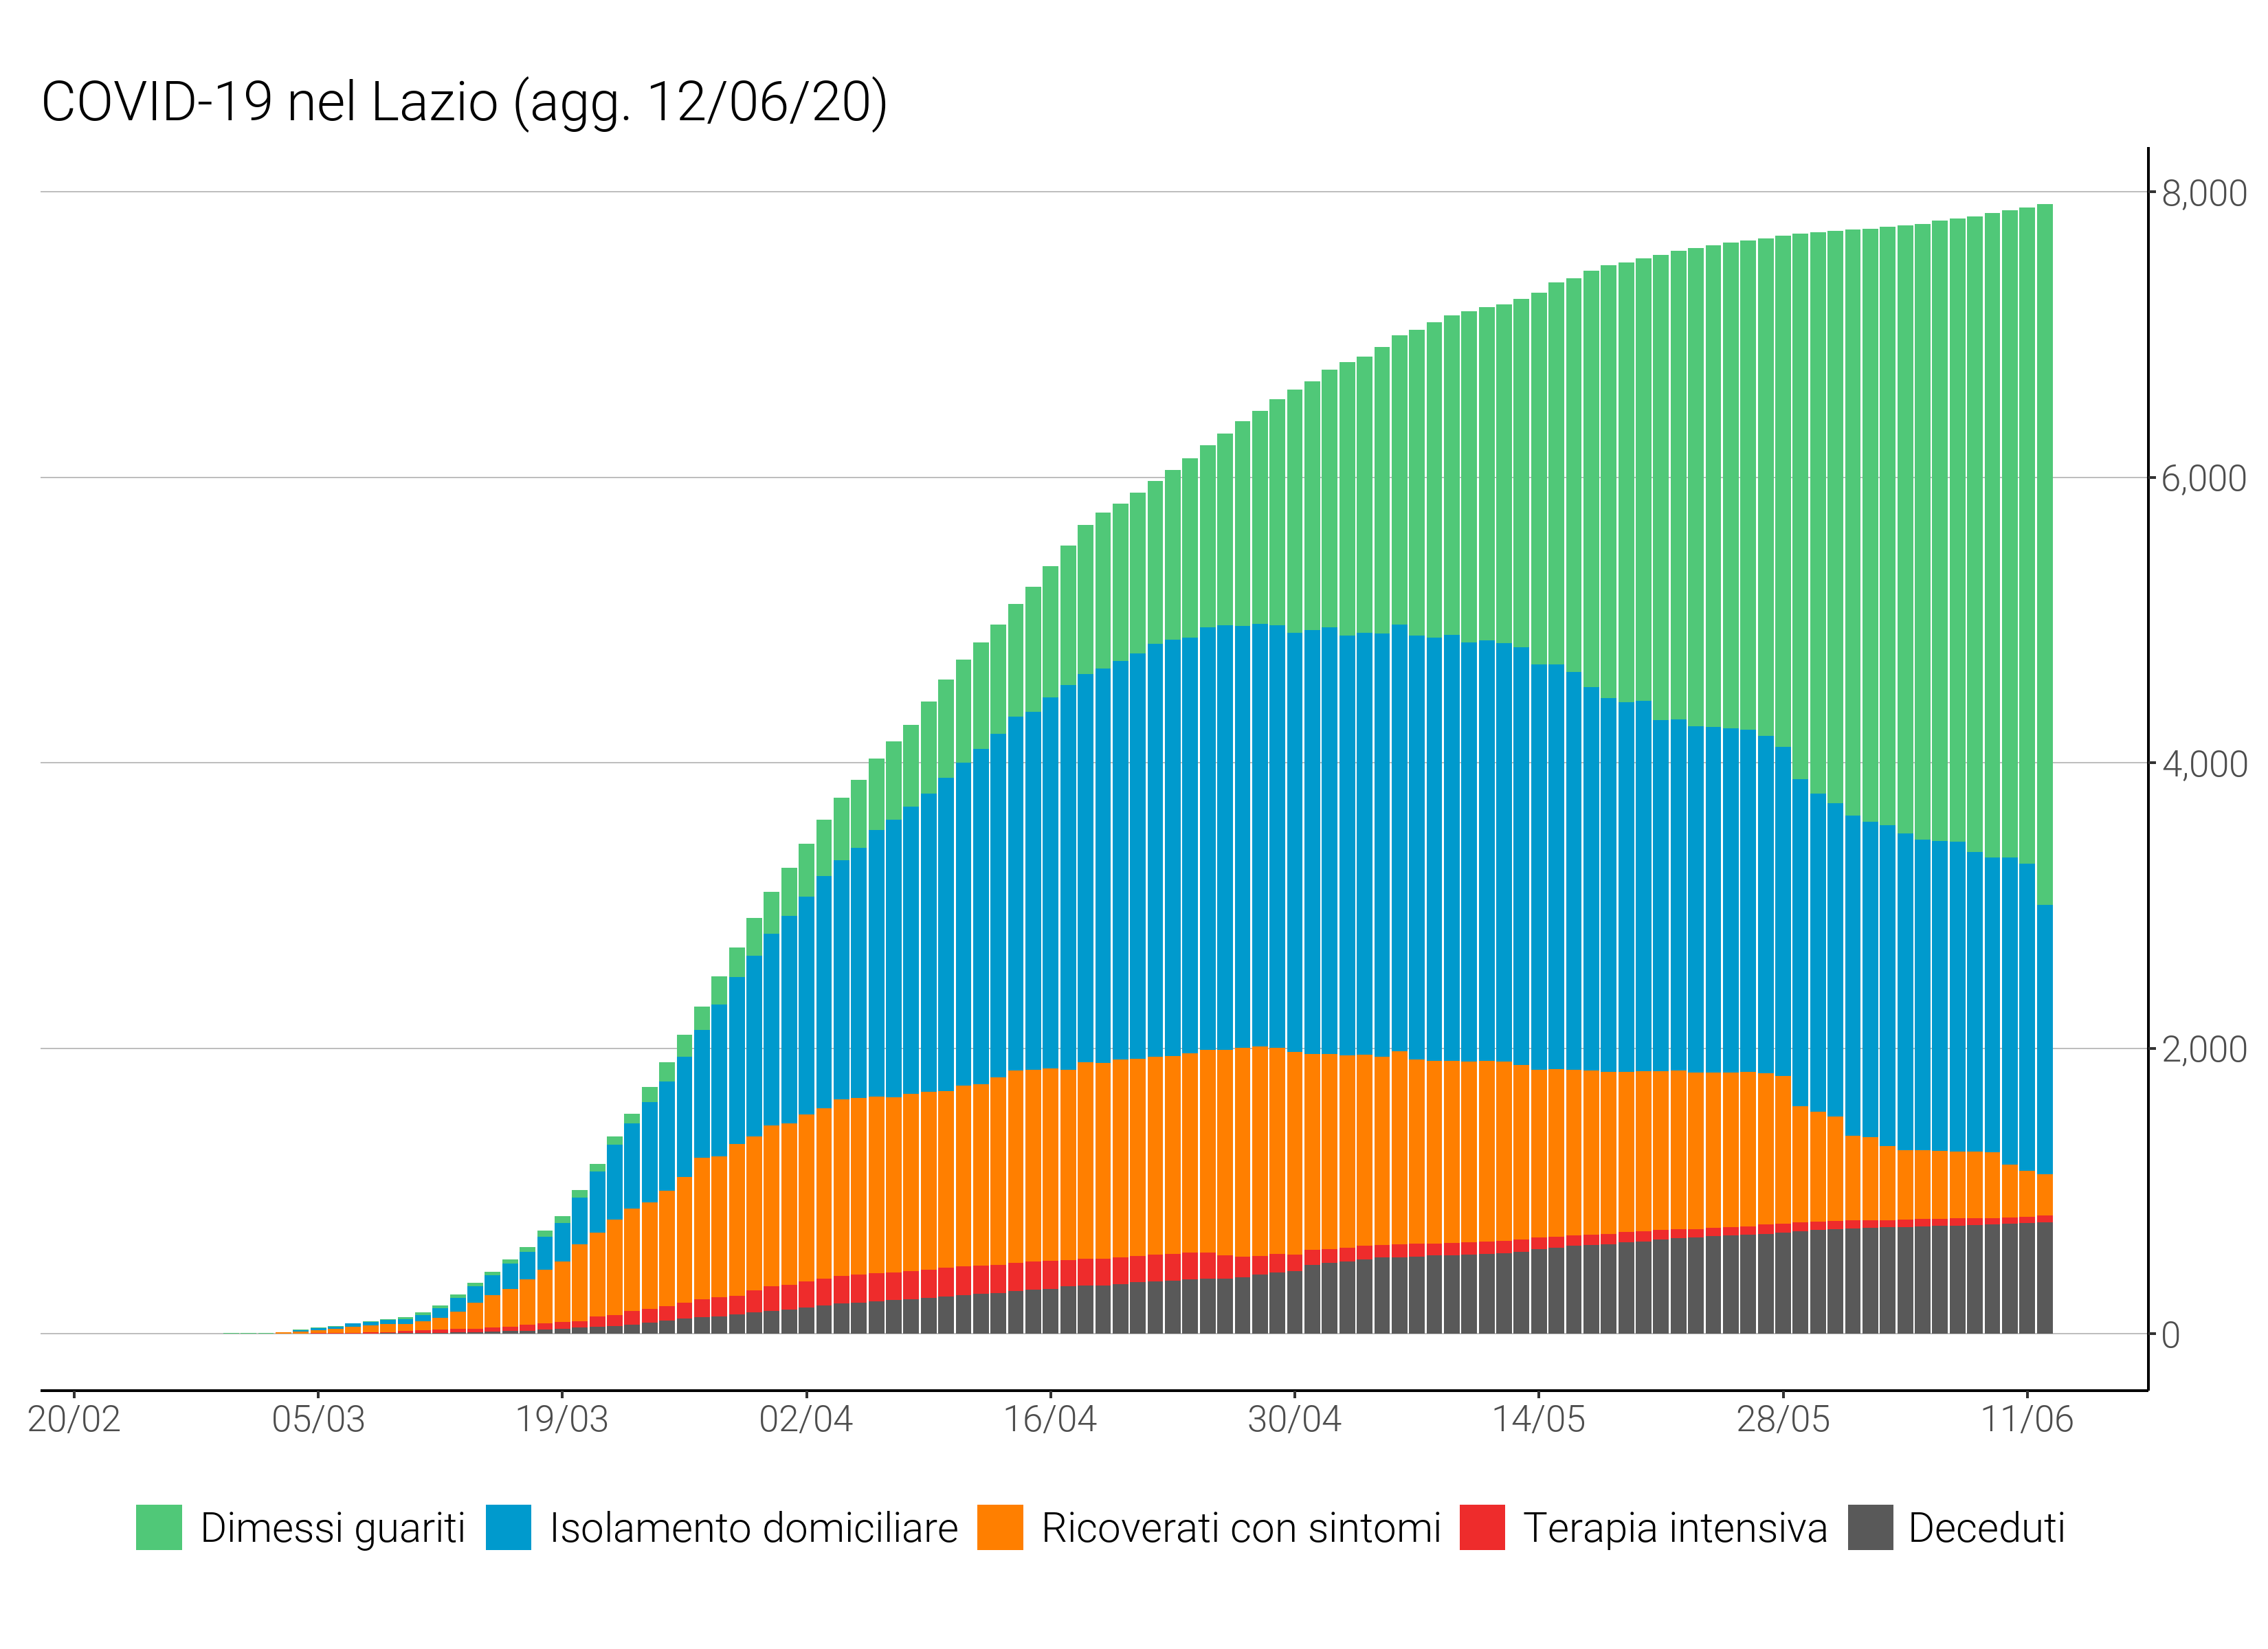 COVID-19 nel Lazio (agg. 12/06/20)
8,000
6,000
4,000
2,000
0
20/02 05/03 19/03 02/04 16/04 30/04 14/05 28/05 11/06
Dimessi guariti Isolamento domiciliare Ricoverati con sintomi Terapia intensiva Deceduti